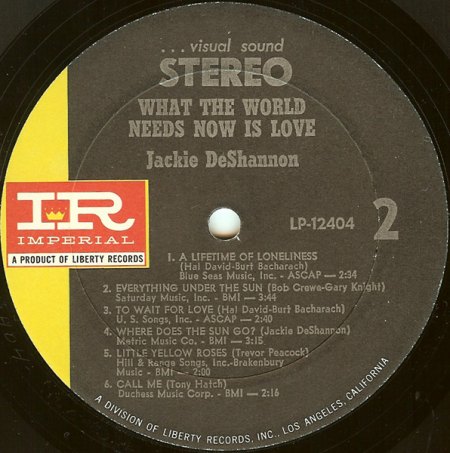 ...visual sound
STEREO
WHAT THE WORLD
NEEDS NOW IS LOVE
Jackie DeShannon
IR
IMPERIAL
A PRODUCT OF LIBERTY RECORDS
LP-12404
2
1. A LIFETIME OF LONELINESS
(Hal David-Burt Bacharach)
Blue Seas Music, Inc. - ASCAP - 2:34
2. EVERYTHING UNDER THE SUN (Bob Crewe-Gary Knight)
Saturday Music, Inc. - BMI - 3:44
3. TO WAIT FOR LOVE (Hal David-Burt Bacharach)
U. S. Songs, Inc. - ASCAP - 2:40
4. WHERE DOES THE SUN GO? (Jackie DeShannon)
Metric Music Co. - BMI - 3:15
5. LITTLE YELLOW ROSES (Trevor Peacock)
Hill & Range Songs, Inc.-Brakenbury
Music - BMI - 2:00
6. CALL ME (Tony Hatch)
Duchess Music Corp. - BMI - 2:16
A DIVISION OF LIBERTY RECORDS, INC., LOS ANGELES, CALIFORNIA